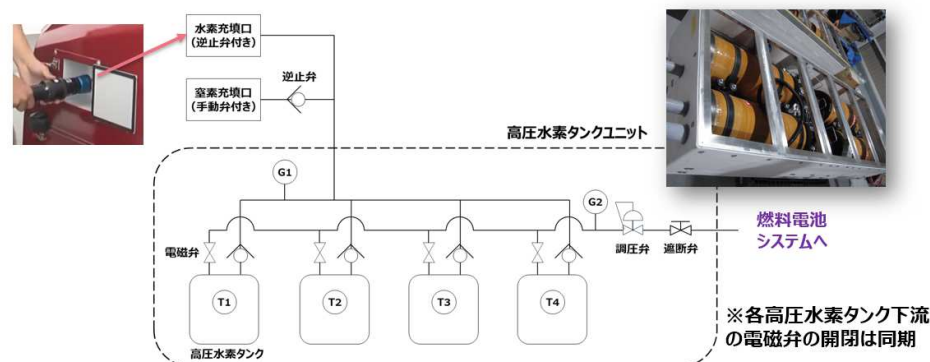 水素充填口
(逆止弁付き)
逆止弁
窒素充填口
(手動弁付き)
高圧水素タンクユニット
G1
G2
燃料電池
システムへ
電磁弁
調圧弁
遮断弁
T1
T2
T3
T4
高圧水素タンク
※各高圧水素タンク下流
の電磁弁の開閉は同期